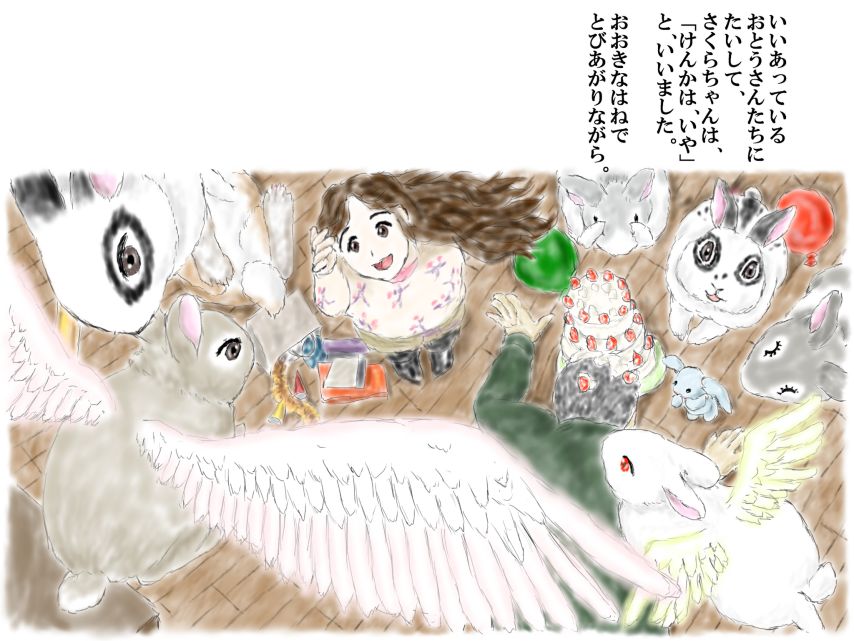 いいあっている
おとうさんたちに
たいして、
さくらちゃんは、
「けんかは、いや」
と、いいました。
おおきなはねで
とびあがりながら。